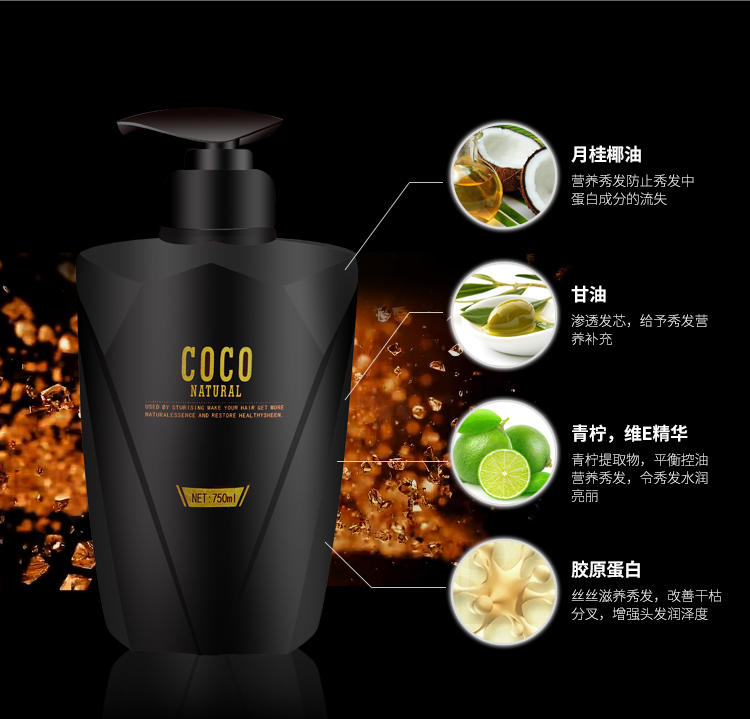 COCO
NATURAL
USED BY STURISING MAKE YOUR HAIR GET MORE
NATURALESSENCE AND RESTORE HEALTHYSHEEN.
NET:750ml
月桂椰油
营养秀发防止秀发中
蛋白成分的流失
甘油
渗透发芯，给予秀发营
养补充
青柠，维E精华
青柠提取物，平衡控油
营养秀发，令秀发水润
亮丽
胶原蛋白
丝丝滋养秀发，改善干枯
分叉，增强头发润泽度